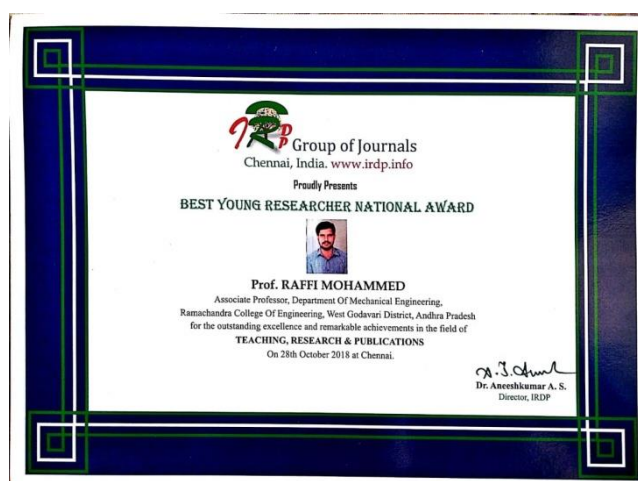 IRDP
Group of Journals
Chennai, India. www.irdp.info
Proudly Presents
BEST YOUNG RESEARCHER NATIONAL AWARD
Prof. RAFFI MOHAMMED
Associate Professor, Department Of Mechanical Engineering,
Ramachandra College Of Engineering, West Godavari District, Andhra Pradesh
for the outstanding excellence and remarkable achievements in the field of
TEACHING, RESEARCH & PUBLICATIONS
On 28th October 2018 at Chennai.
Dr. Aneeshkumar A. S.
Director, IRDP